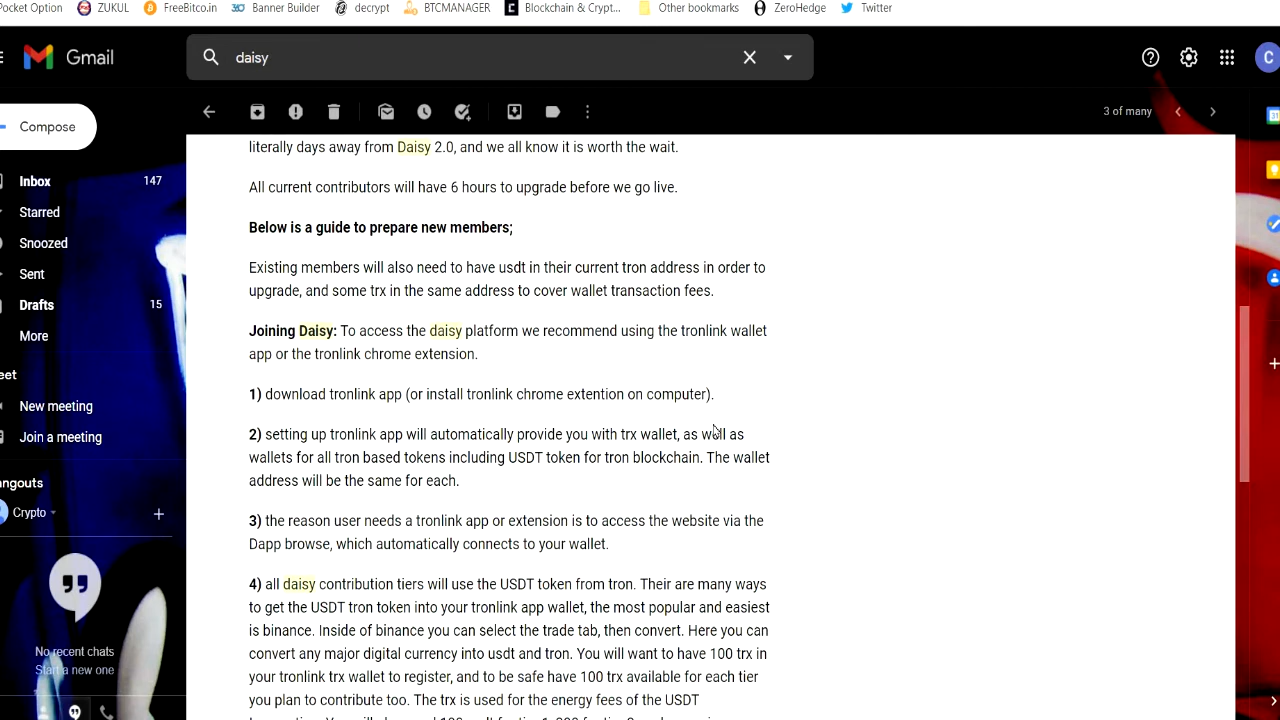 Pocket Option ZUKUL FreeBitco.in Banner Builder decrypt BTCMANAGER Blockchain & Crypt... Other bookmarks ZeroHedge Twitter
Gmail
daisy
C
3 of many
Compose
Inbox 147
Starred
Snoozed
Sent
Drafts 15
More
eet
New meeting
Join a meeting
angouts
Crypto
No recent chats
Start a new one
literally days away from Daisy 2.0, and we all know it is worth the wait.
All current contributors will have 6 hours to upgrade before we go live.
Below is a guide to prepare new members;
Existing members will also need to have usdt in their current tron address in order to
upgrade, and some trx in the same address to cover wallet transaction fees.
Joining Daisy: To access the daisy platform we recommend using the tronlink wallet
app or the tronlink chrome extension.
1) download tronlink app (or install tronlink chrome extention on computer).
2) setting up tronlink app will automatically provide you with trx wallet, as well as
wallets for all tron based tokens including USDT token for tron blockchain. The wallet
address will be the same for each.
3) the reason user needs a tronlink app or extension is to access the website via the
Dapp browse, which automatically connects to your wallet.
4) all daisy contribution tiers will use the USDT token from tron. Their are many ways
to get the USDT tron token into your tronlink app wallet, the most popular and easiest
is binance. Inside of binance you can select the trade tab, then convert. Here you can
convert any major digital currency into usdt and tron. You will want to have 100 trx in
your tronlink trx wallet to register, and to be safe have 100 trx available for each tier
you plan to contribute too. The trx is used for the energy fees of the USDT